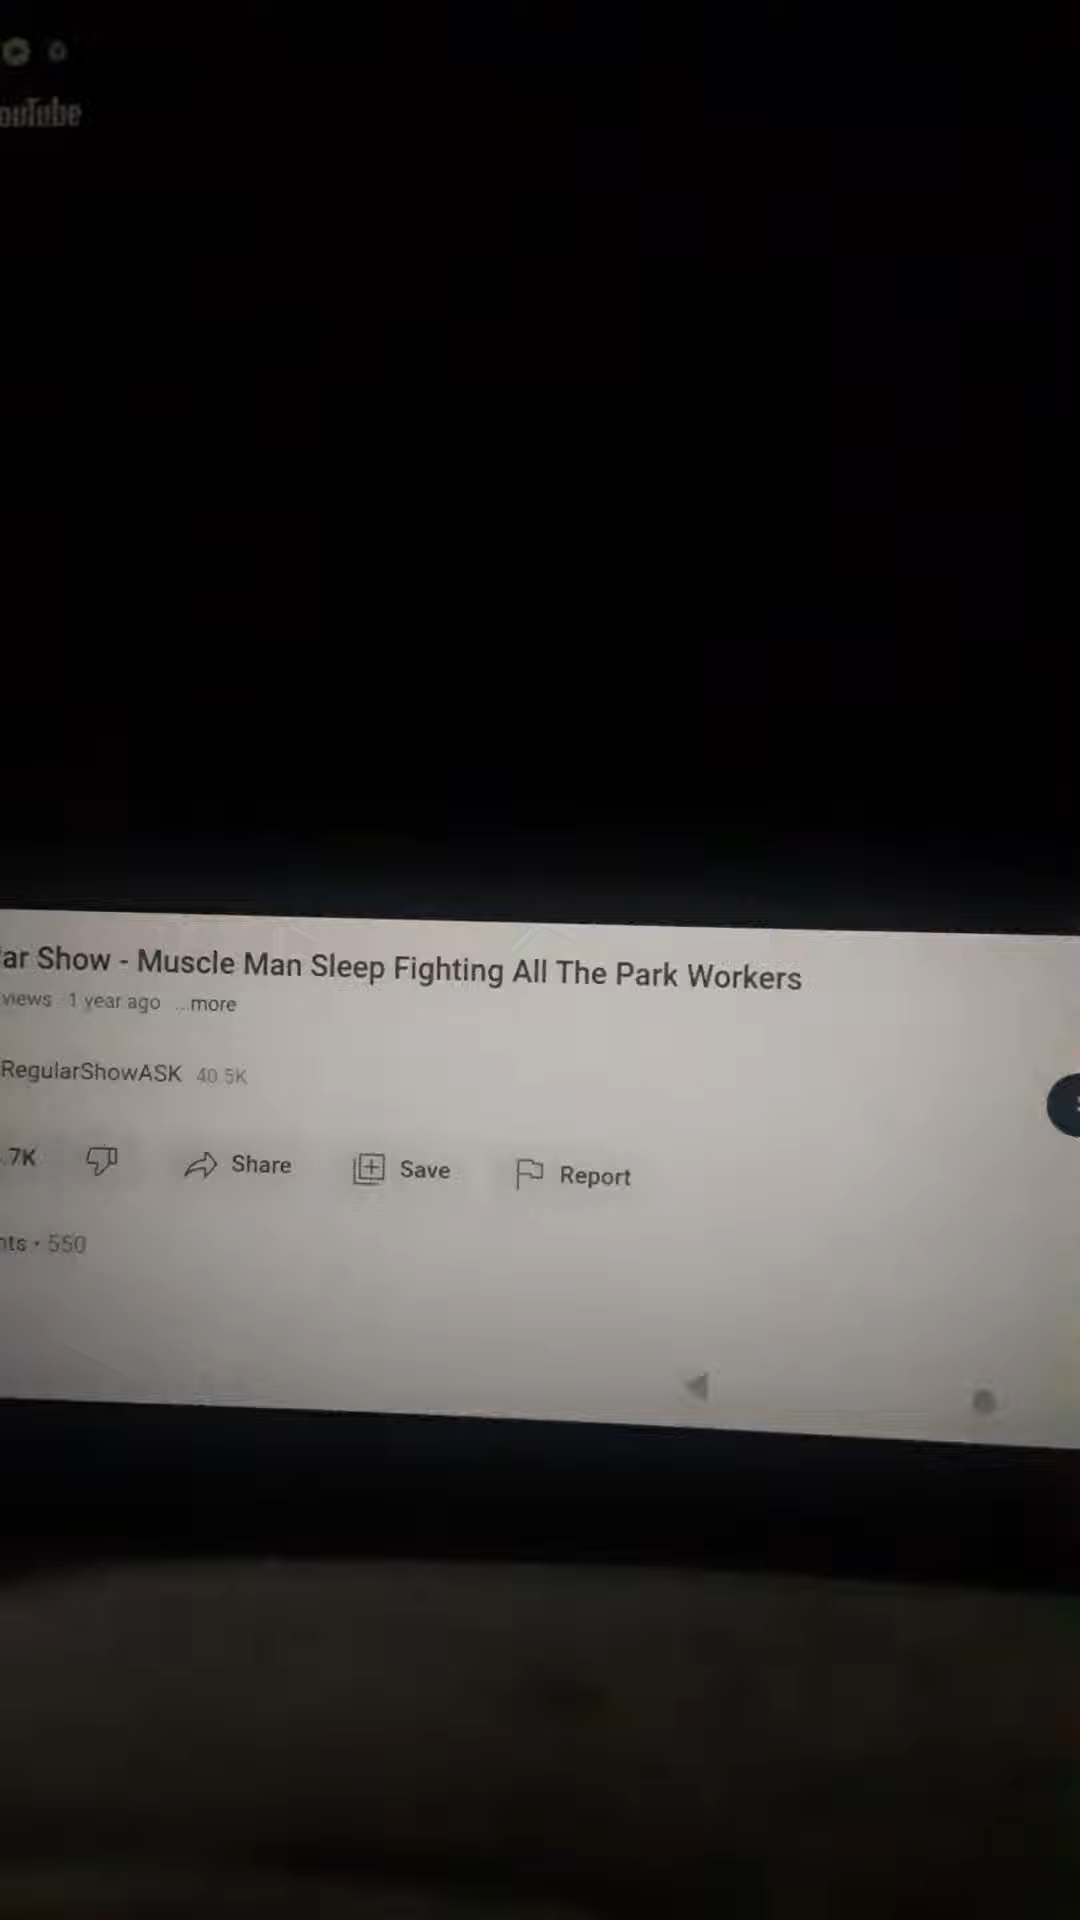 ouTube
ar Show - Muscle Man Sleep Fighting All The Park Workers
views 1 year ago ...more
RegularShowASK 40.5K
.7K Share Save Report
nts • 550